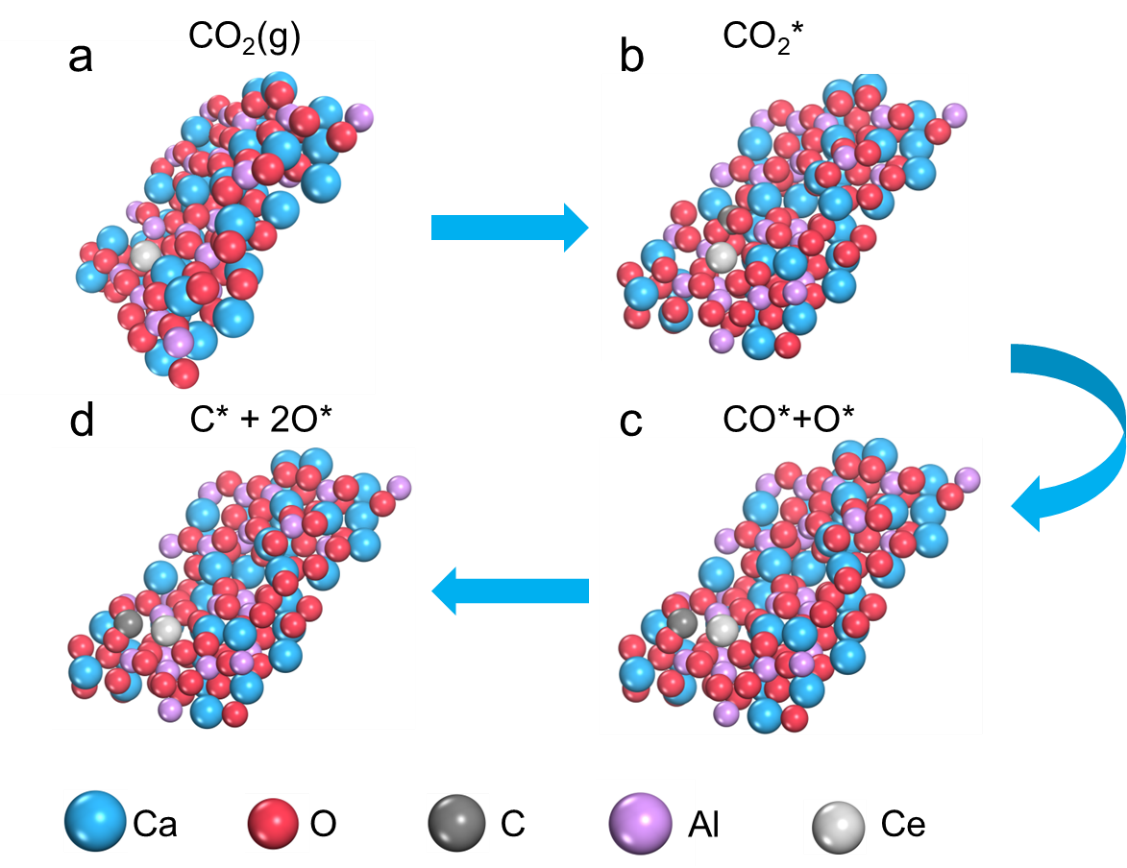 a CO₂(g)
b CO₂*
d C* + 2O*
c CO*+O*
Ca O C Al Ce